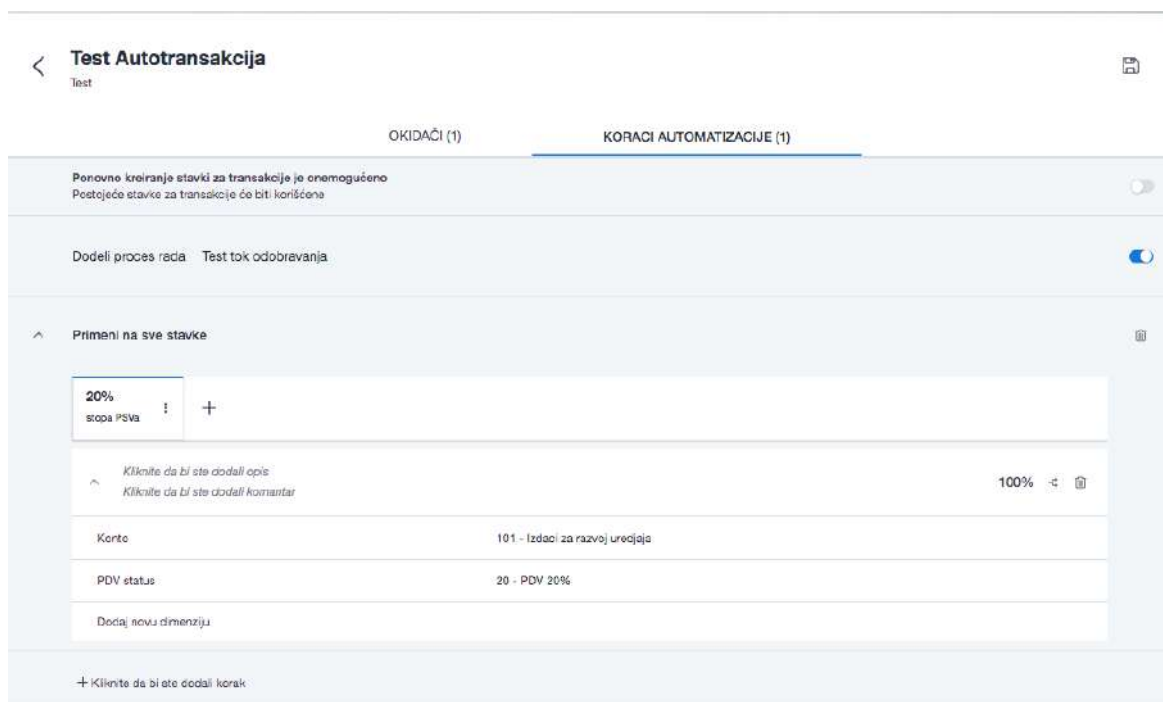 Test Autotransakcija
Test
OKIDAČI (1)
KORACI AUTOMATIZACIJE (1)
Ponovno kreiranje stavki za transakcije je onemogućeno
Postojeće stavke za transakcije će biti korišćene
Dodeli proces rada Test tok odobravanja
Primeni na sve stavke
20%
stopa PSVa
Kliknite da bi ste dodali opis
Kliknite da bi ste dodali komentar
100%
Konto 101 - Izdaci za razvoj uredjaja
PDV status 20 - PDV 20%
Dodaj novu dimenziju
+ Kliknite da bi ste dodali korak